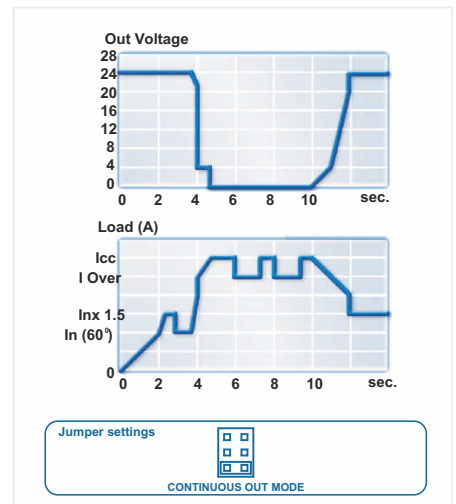 Out Voltage
28
24
20
16
12
8
4
0
0 2 4 6 8 10 sec.
Load (A)
Icc
I Over
Inx 1.5
In (60°)
0
0 2 4 6 8 10 sec.
Jumper settings
CONTINUOUS OUT MODE